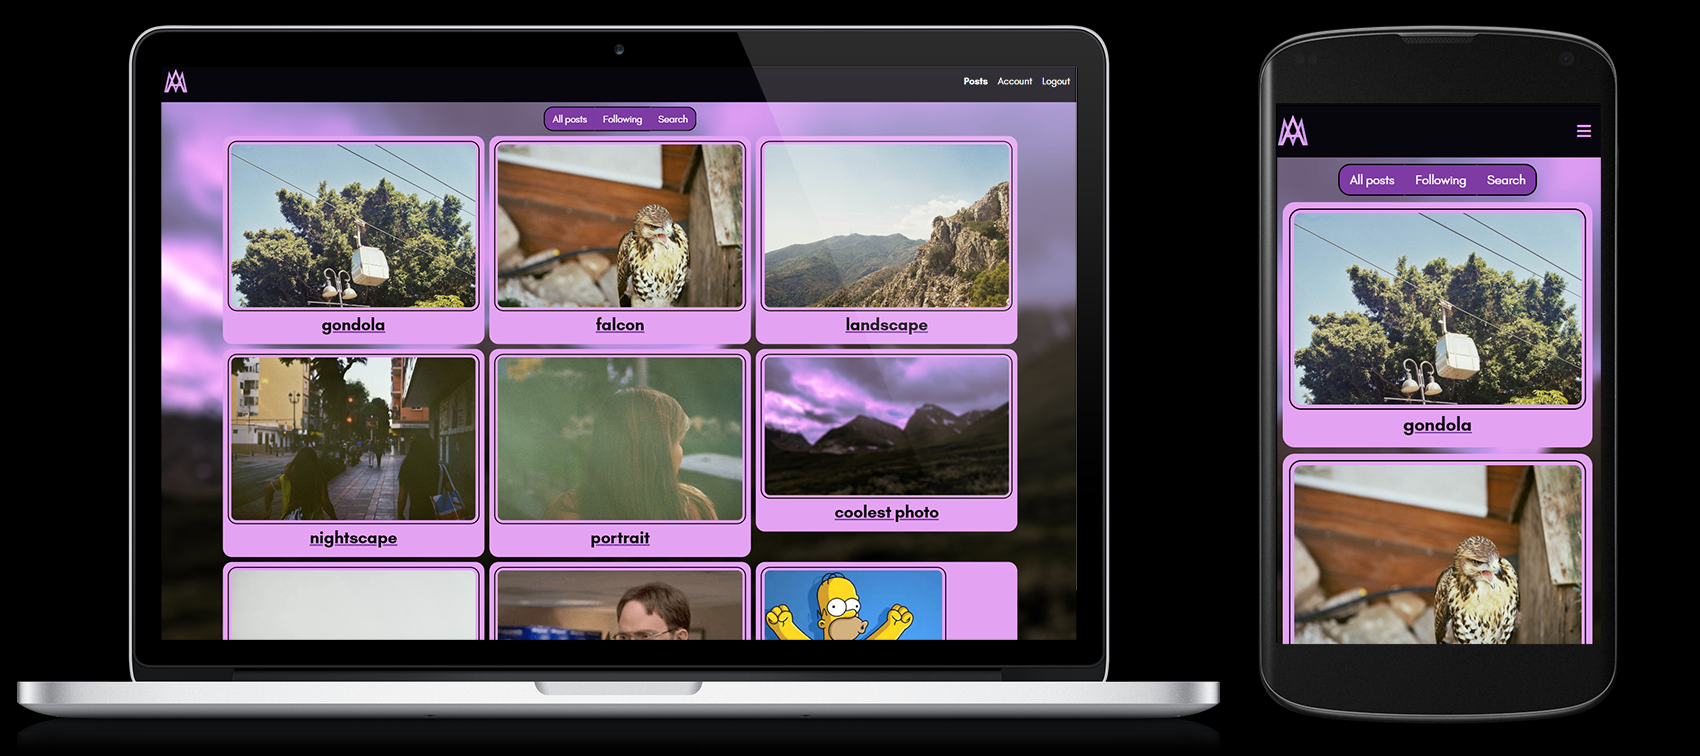 Posts Account Logout
All posts Following Search
gondola falcon landscape
nightscape portrait coolest photo
All posts Following Search
gondola